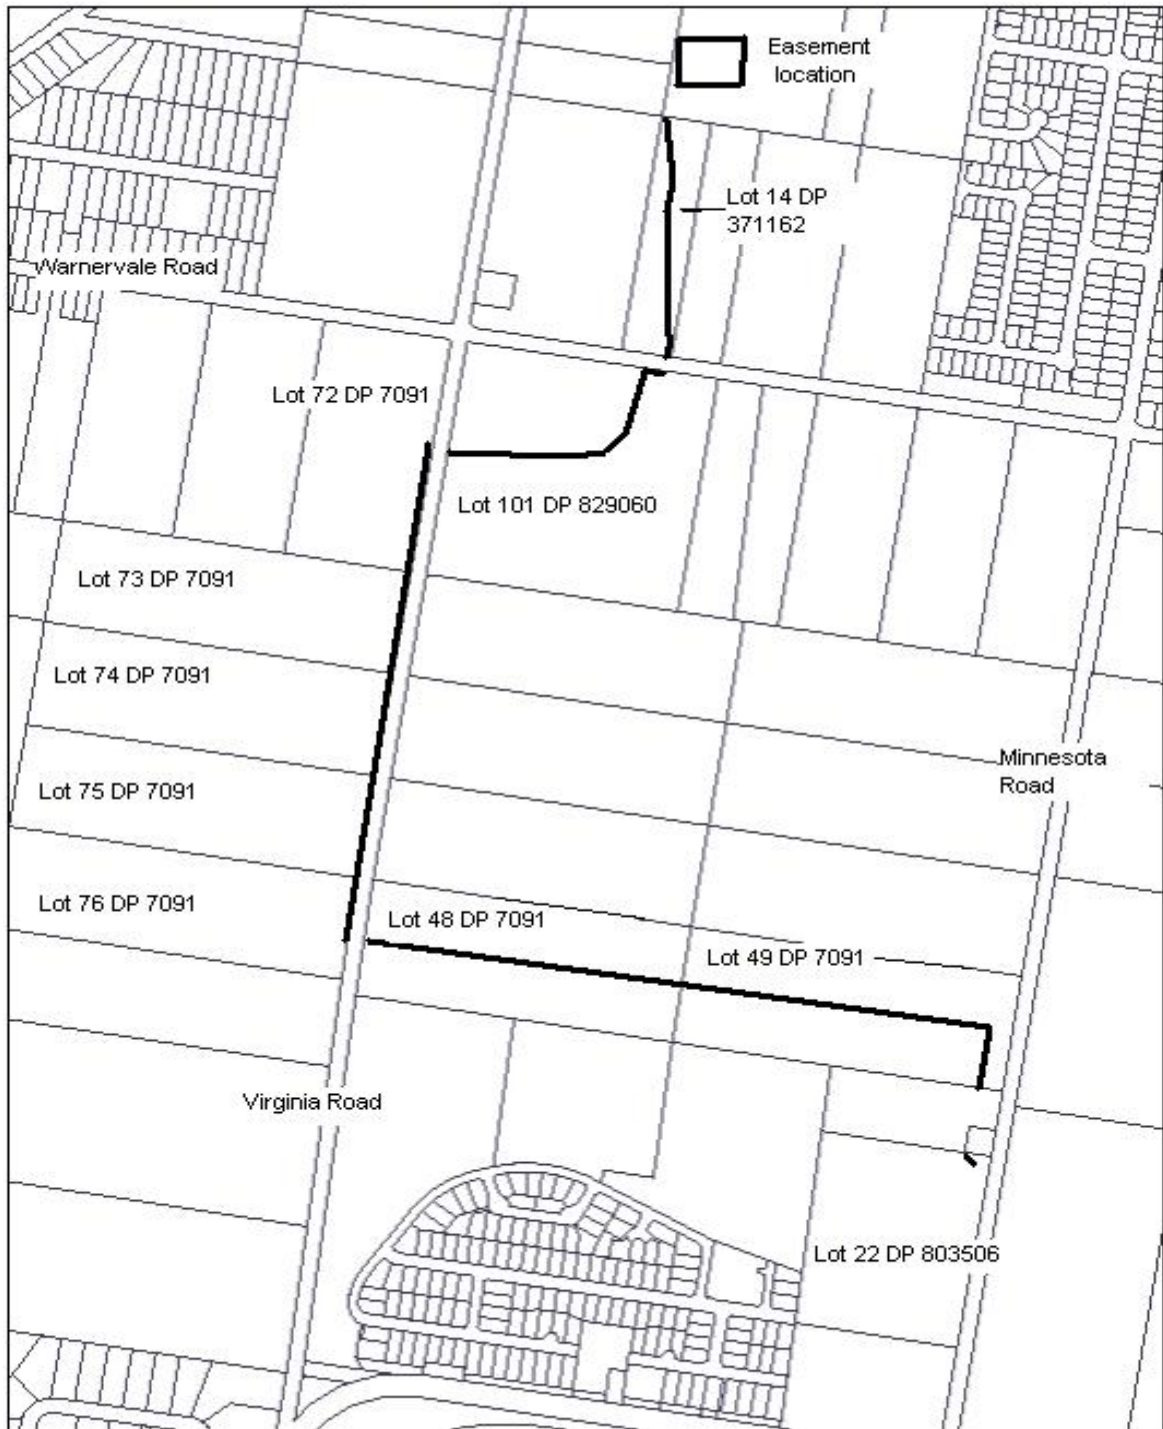 Easement
location
Lot 14 DP
371162
Warnervale Road
Lot 72 DP 7091
Lot 101 DP 829060
Lot 73 DP 7091
Lot 74 DP 7091
Minnesota
Road
Lot 75 DP 7091
Lot 76 DP 7091
Lot 48 DP 7091
Lot 49 DP 7091
Virginia Road
Lot 22 DP 803506